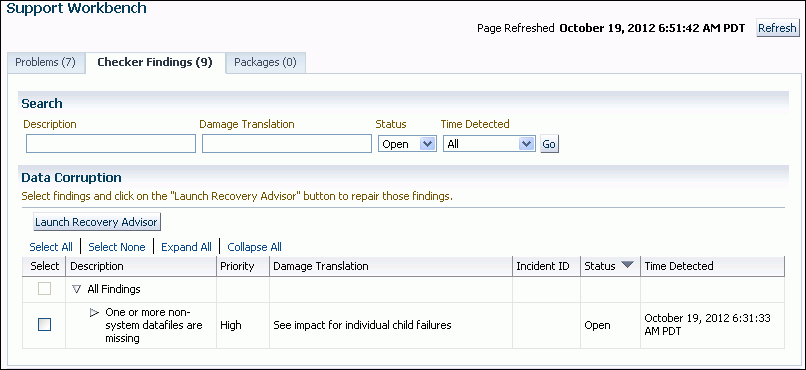 Support Workbench
Page Refreshed October 19, 2012 6:51:42 AM PDT Refresh
Problems (7) Checker Findings (9) Packages (0)
Search
Description Damage Translation Status Time Detected
Open All Go
Data Corruption
Select findings and click on the "Launch Recovery Advisor" button to repair those findings.
Launch Recovery Advisor
Select All Select None Expand All Collapse All
Select Description Priority Damage Translation Incident ID Status Time Detected
All Findings
One or more non-
system datafiles are
missing
High
See impact for individual child failures
Open
October 19, 2012 6:31:33
AM PDT